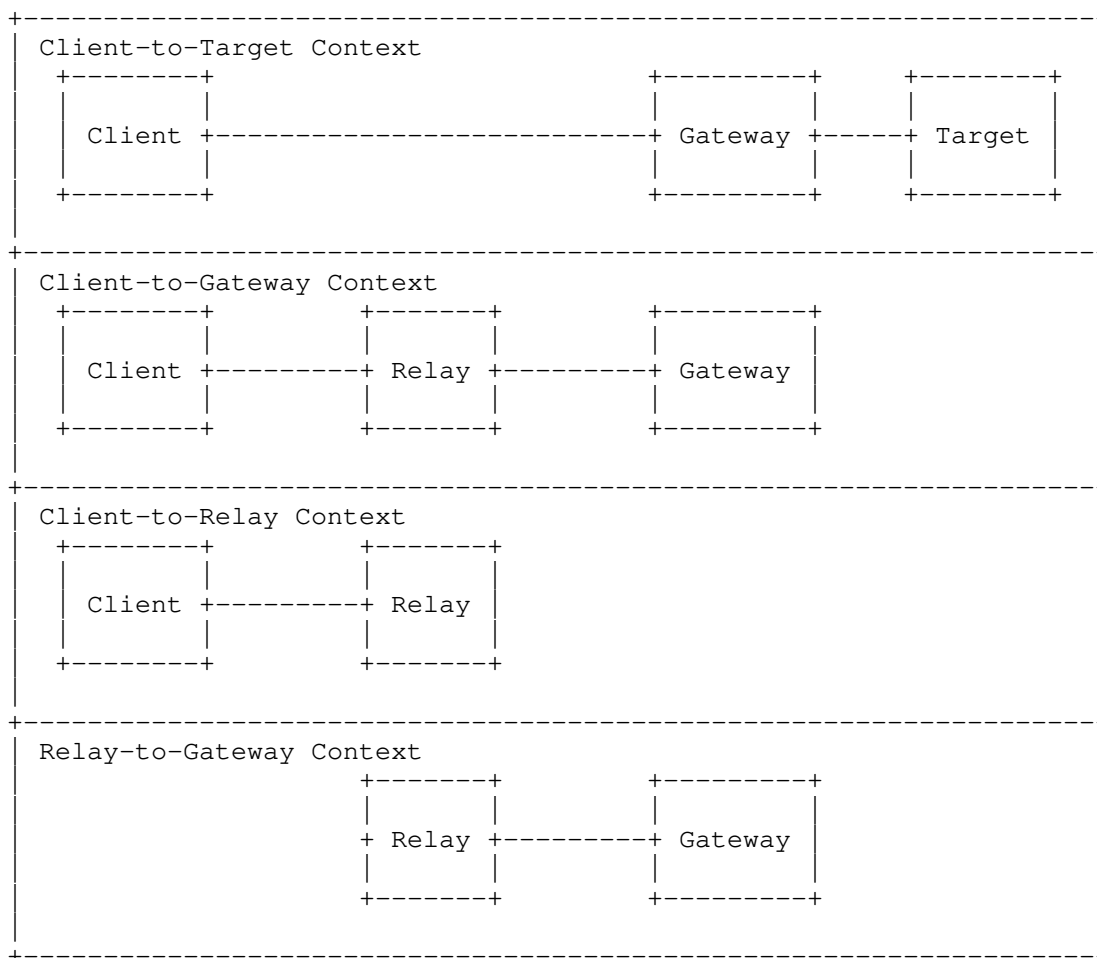 Client-to-Target Context
Client Gateway Target
Client-to-Gateway Context
Client Relay Gateway
Client-to-Relay Context
Client Relay
Relay-to-Gateway Context
Relay Gateway